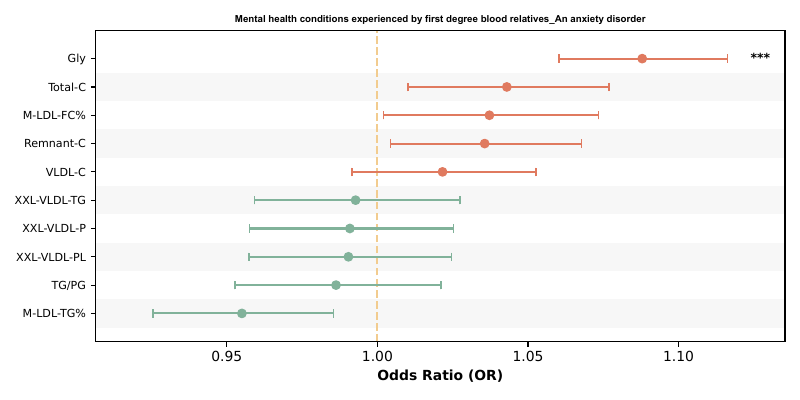 Mental health conditions experienced by first degree blood relatives_An anxiety disorder
Gly
***
Total-C
M-LDL-FC%
Remnant-C
VLDL-C
XXL-VLDL-TG
XXL-VLDL-P
XXL-VLDL-PL
TG/PG
M-LDL-TG%
0.95 1.00 1.05 1.10
Odds Ratio (OR)